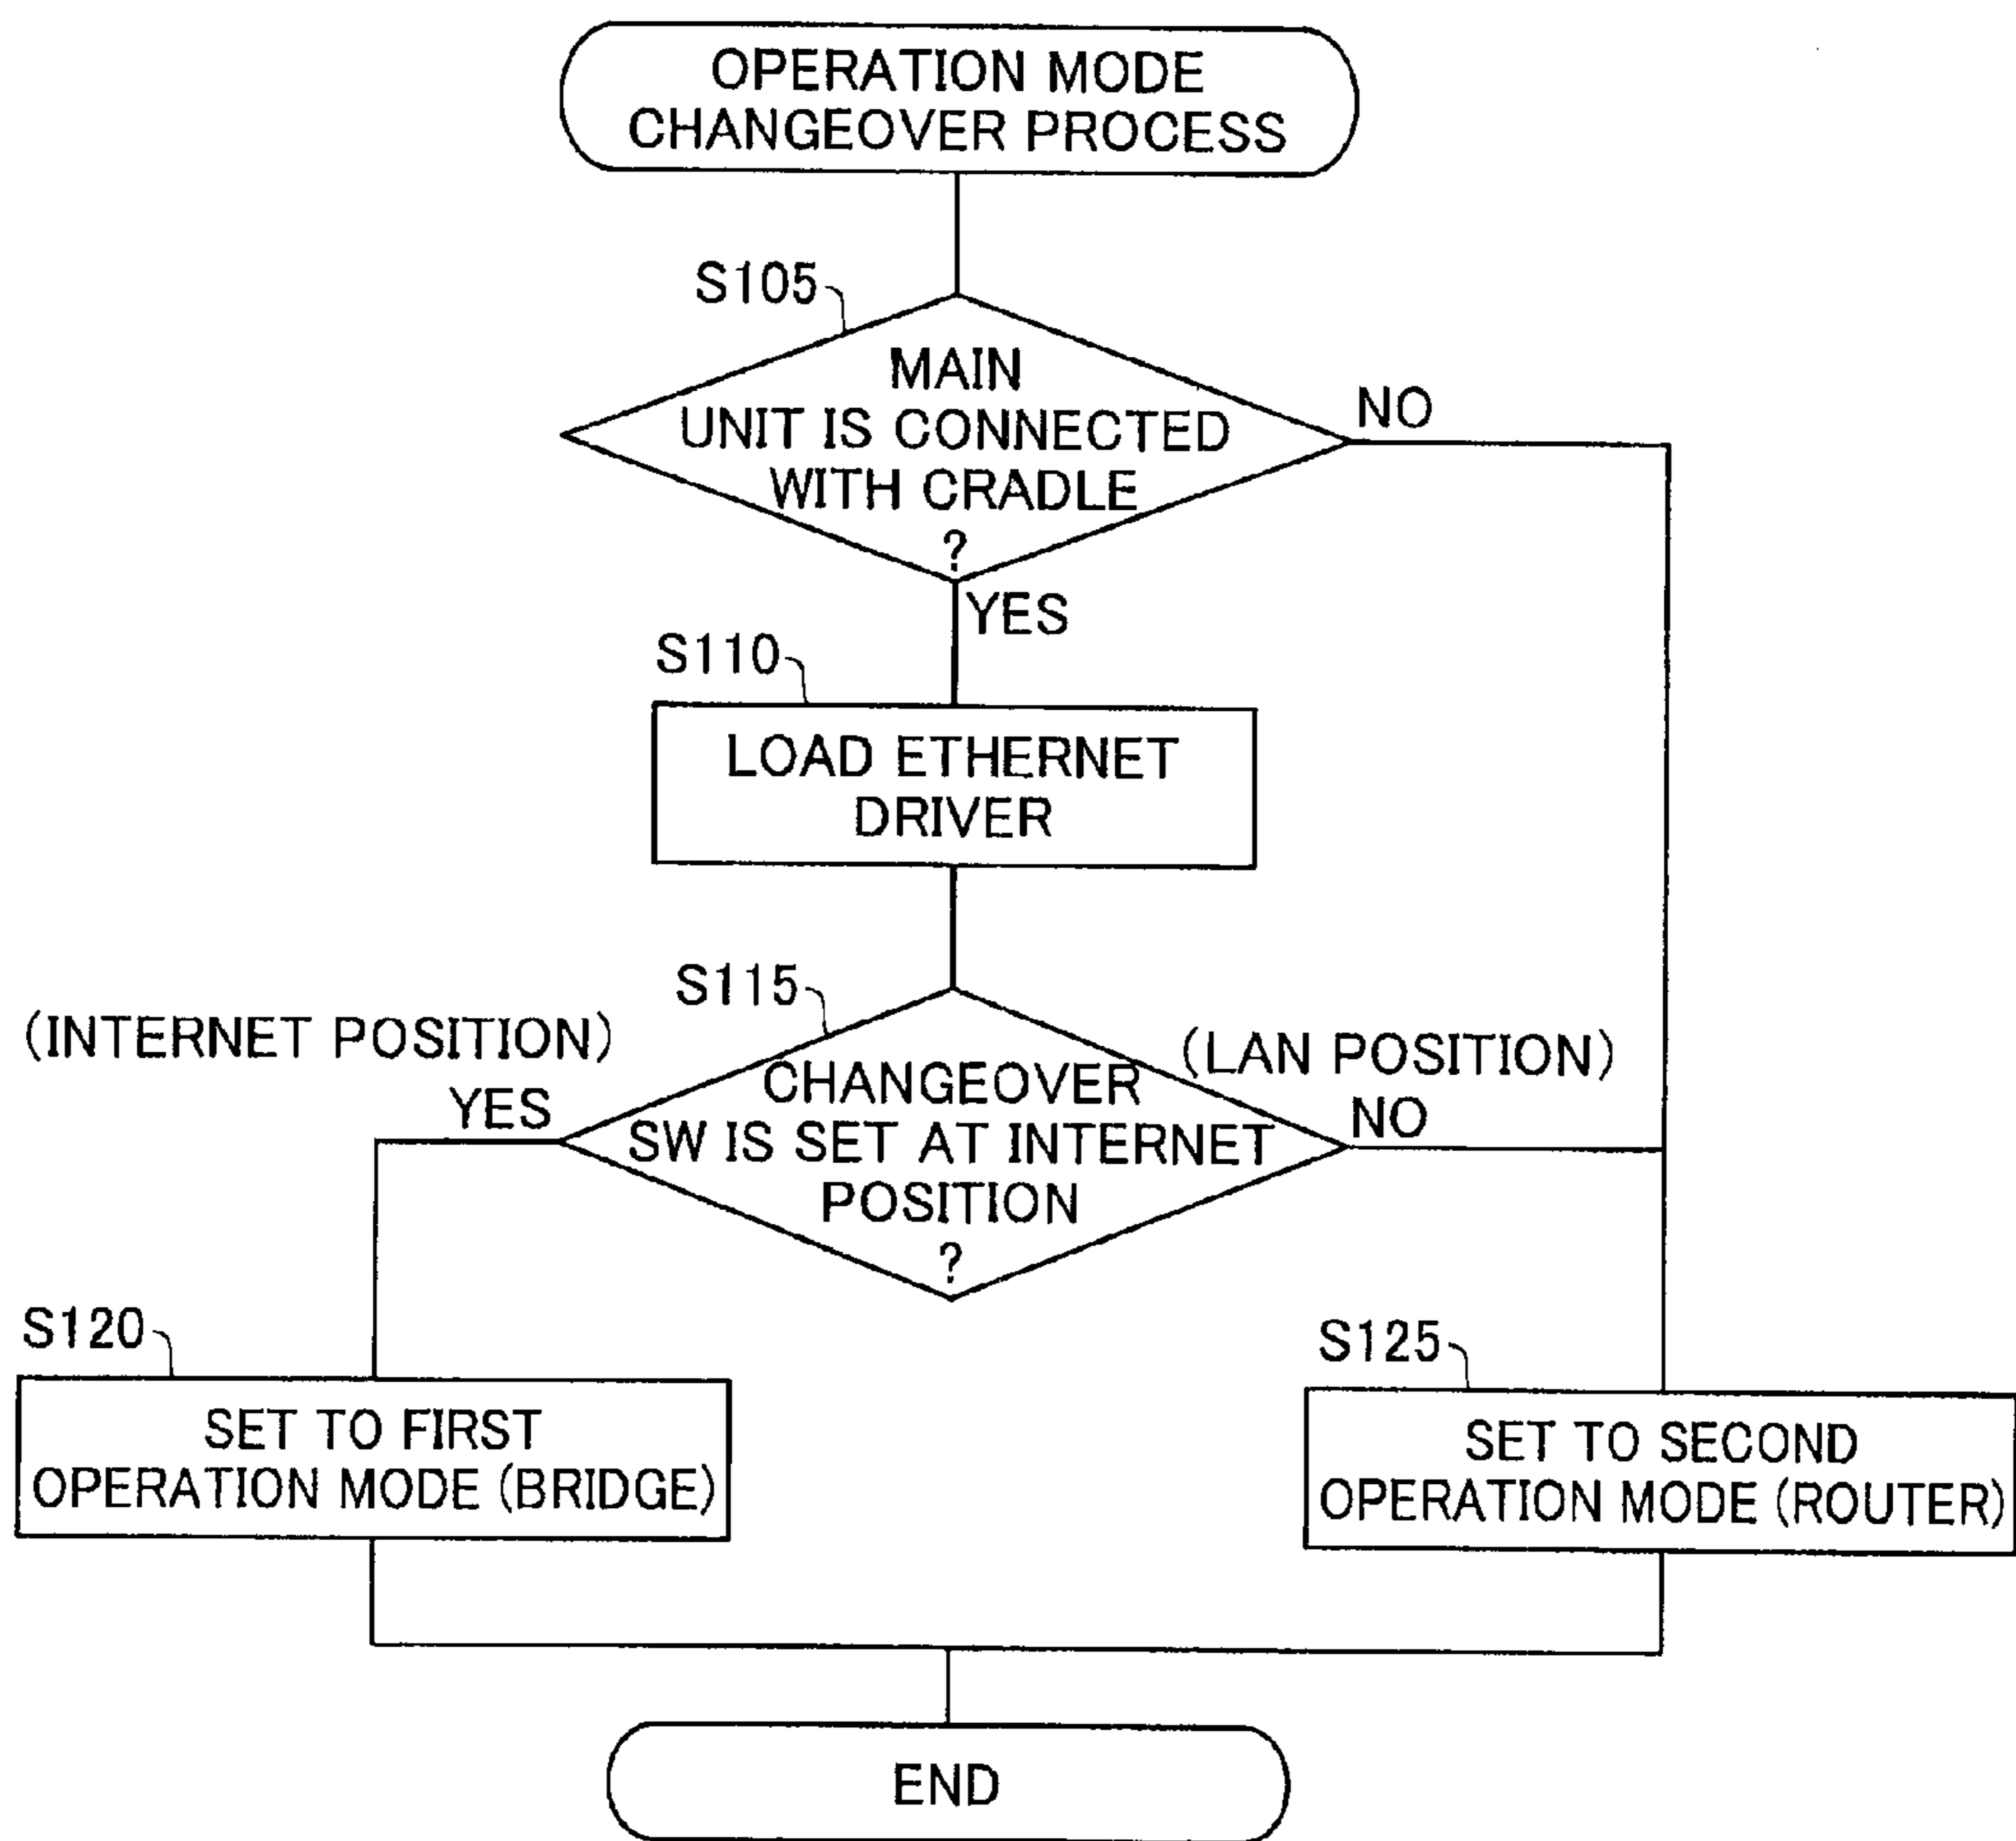 OPERATION MODE
CHANGEOVER PROCESS
S105
MAIN
UNIT IS CONNECTED
WITH CRADLE
?
NO
YES
S110
LOAD ETHERNET
DRIVER
S115
(INTERNET POSITION)
YES
CHANGEOVER
SW IS SET AT INTERNET
POSITION
?
(LAN POSITION)
NO
S120
SET TO FIRST
OPERATION MODE (BRIDGE)
S125
SET TO SECOND
OPERATION MODE (ROUTER)
END